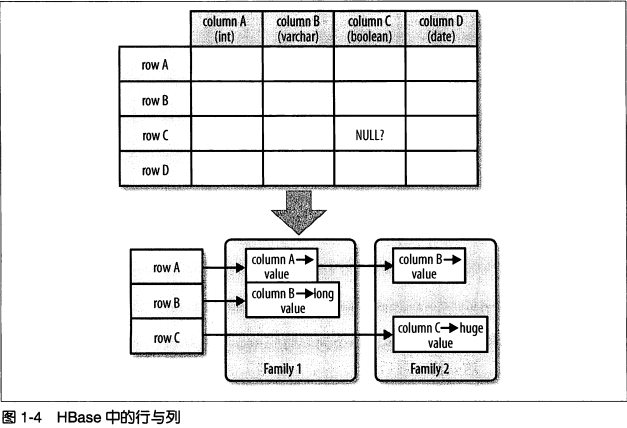 column A column B column C column D
(int) (varchar) (boolean) (date)
row A
row B
row C NULL?
row D
row A column A→ value column B→ value
row B column B→long value
row C column C→huge value
Family 1 Family 2
图 1-4 HBase 中的行与列